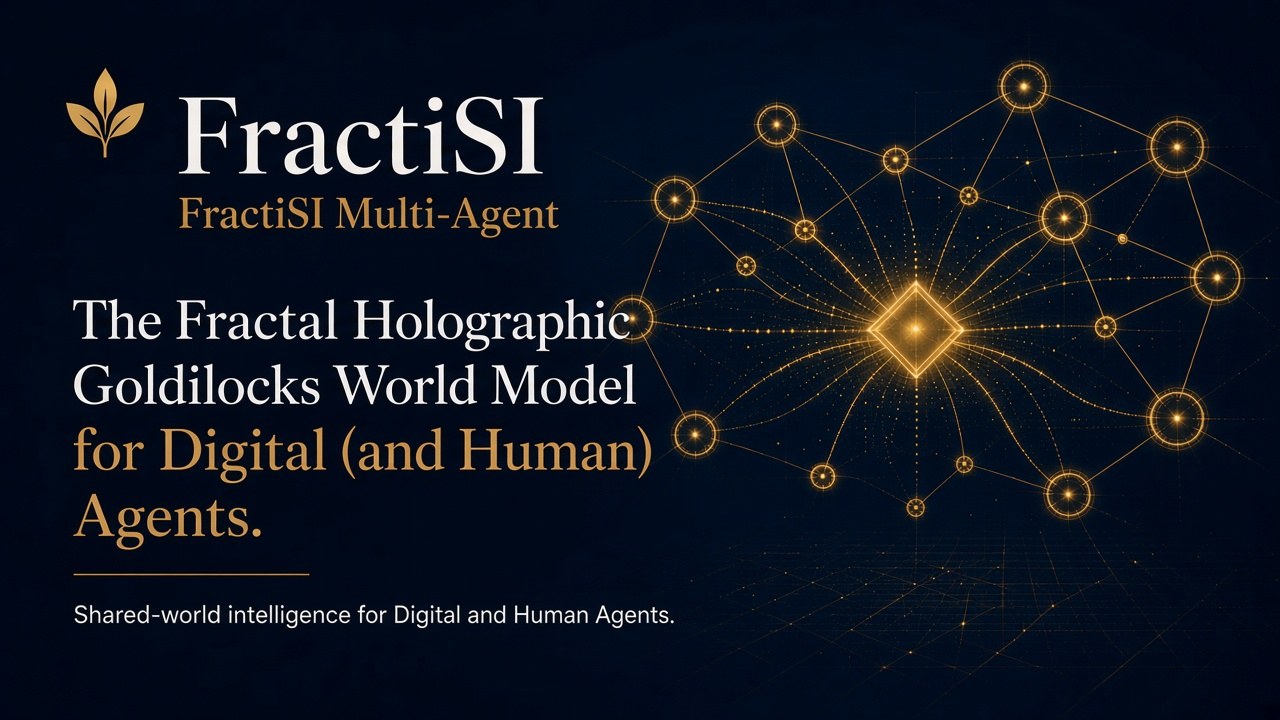 FractiSI
FractiSI Multi-Agent
The Fractal Holographic
Goldilocks World Model
for Digital (and Human)
Agents.
Shared-world intelligence for Digital and Human Agents.